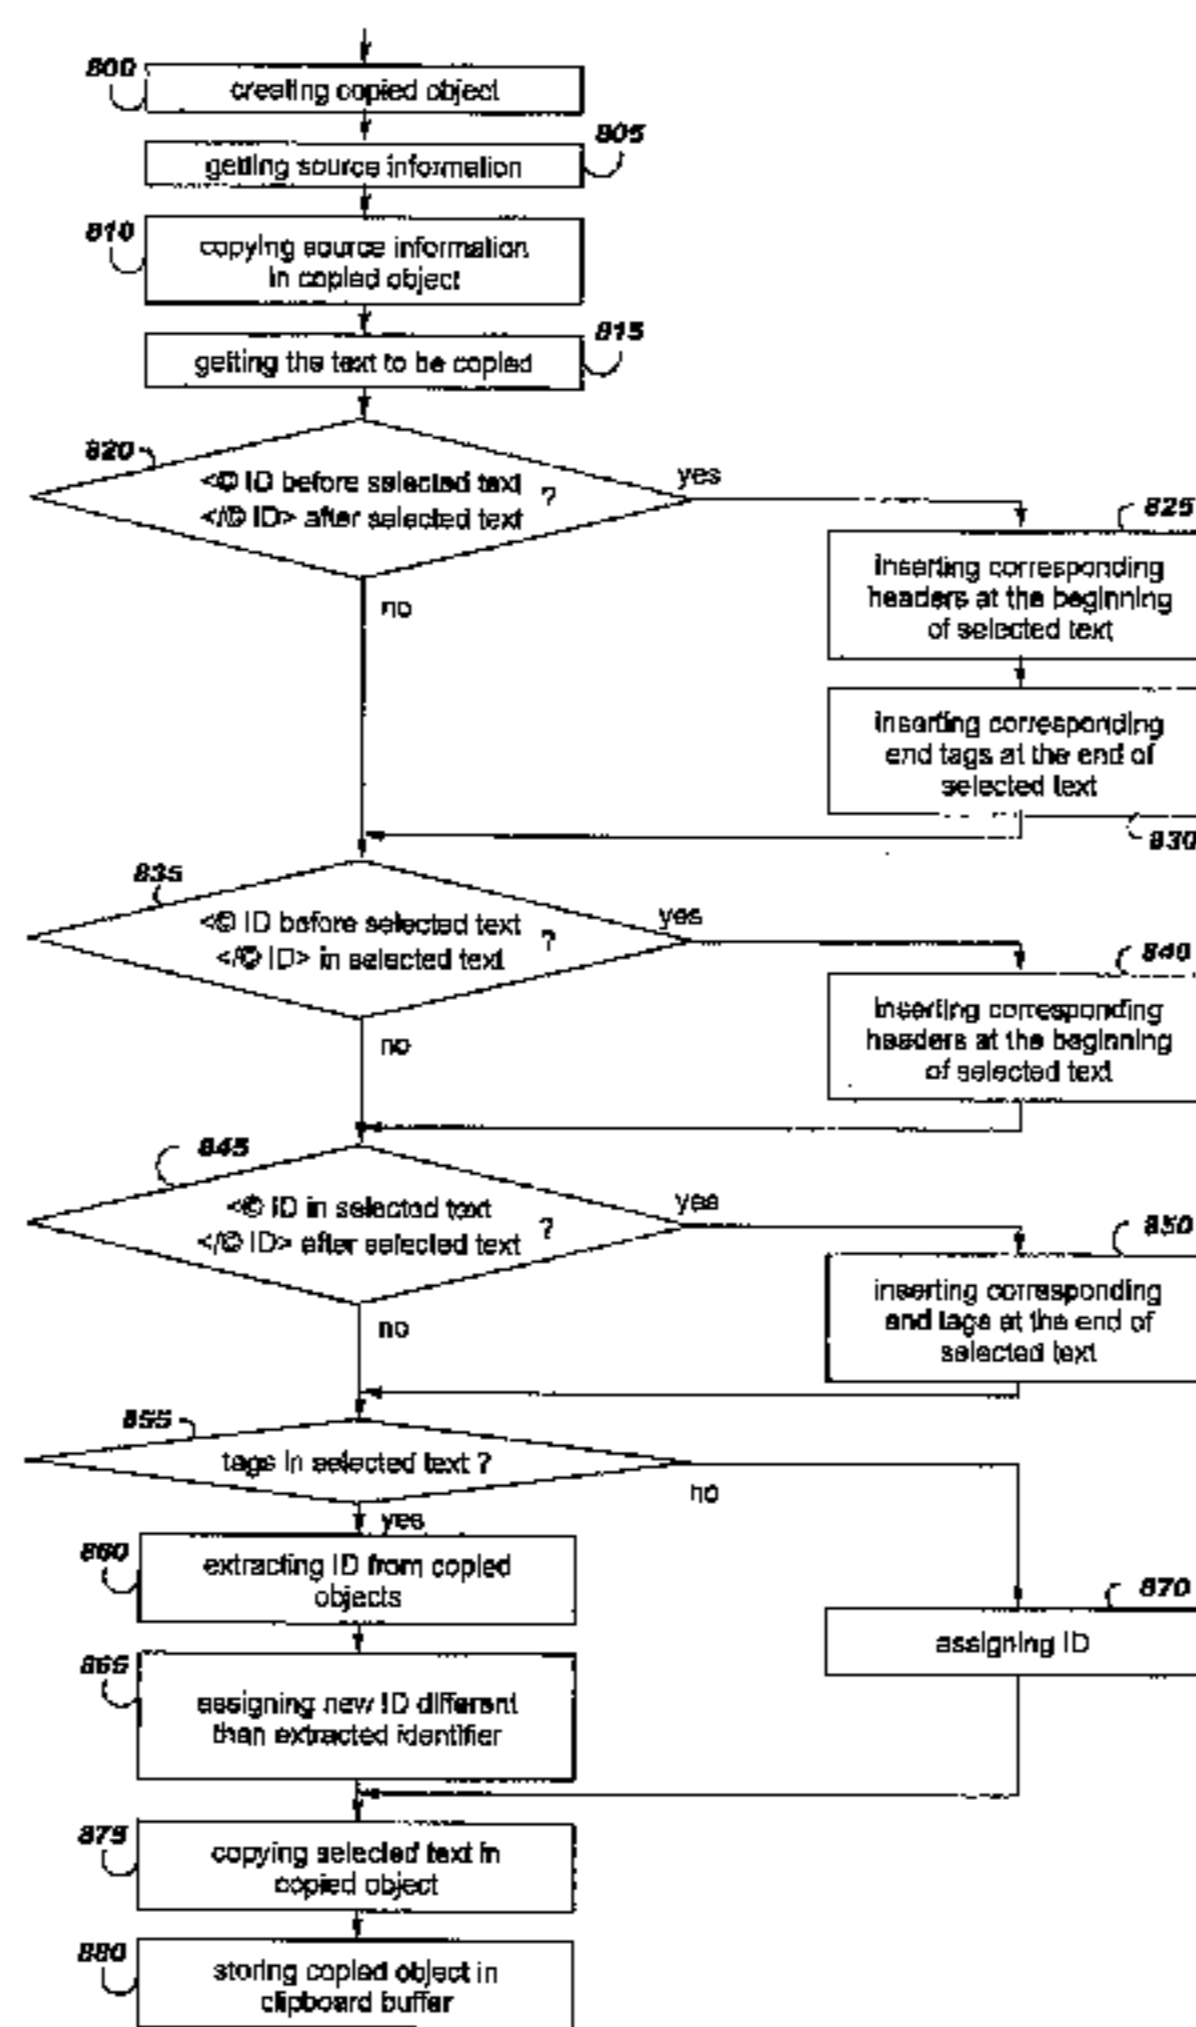 800
creating copied object
805
getting source information
810
copying source information
in copied object
815
getting the text to be copied
820
<© ID before selected text
</© ID> after selected text
?
yes
no
825
inserting corresponding
headers at the beginning
of selected text
inserting corresponding
end tags at the end of
selected text
830
835
<© ID before selected text
</© ID> in selected text
?
yes
no
840
inserting corresponding
headers at the beginning
of selected text
845
<© ID in selected text
</© ID> after selected text
?
yes
no
850
inserting corresponding
end tags at the end of
selected text
855
tags in selected text ?
no
yes
860
extracting ID from copied
objects
870
assigning ID
865
assigning new ID different
than extracted identifier
875
copying selected text in
copied object
880
storing copied object in
clipboard buffer